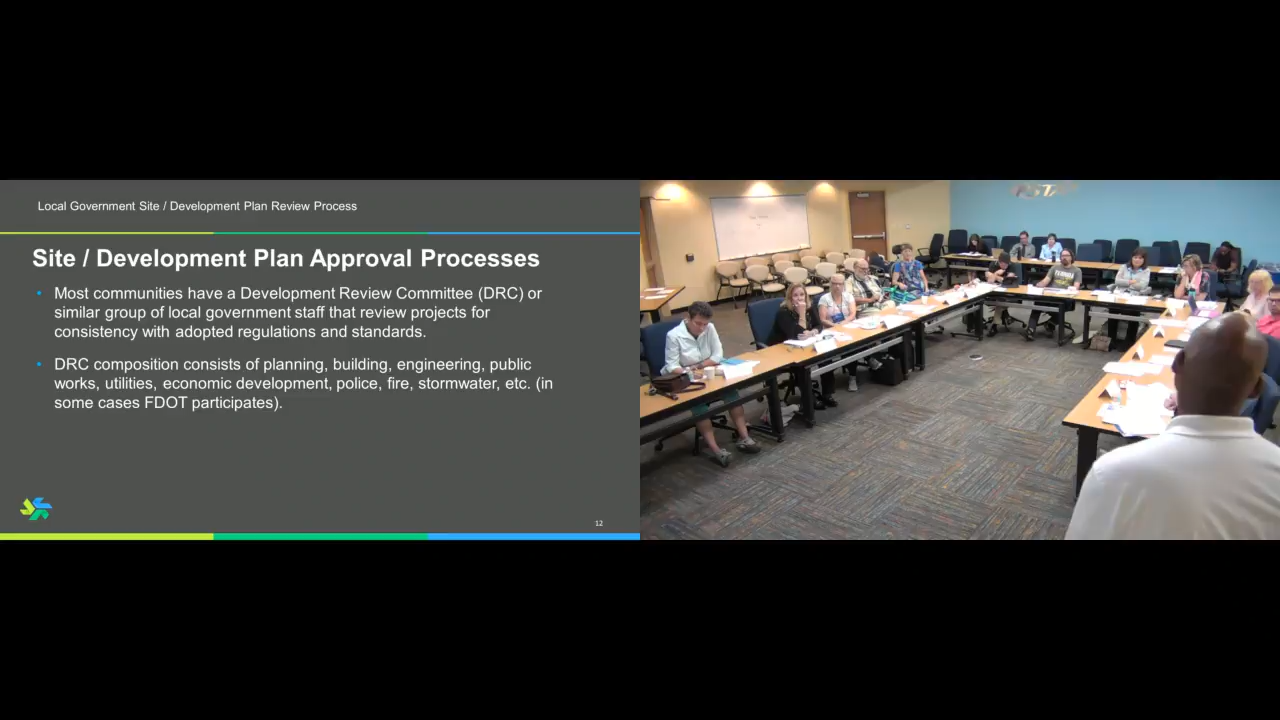 Local Government Site / Development Plan Review Process
Site / Development Plan Approval Processes
• Most communities have a Development Review Committee (DRC) or
similar group of local government staff that review projects for
consistency with adopted regulations and standards.
• DRC composition consists of planning, building, engineering, public
works, utilities, economic development, police, fire, stormwater, etc. (in
some cases FDOT participates).
12